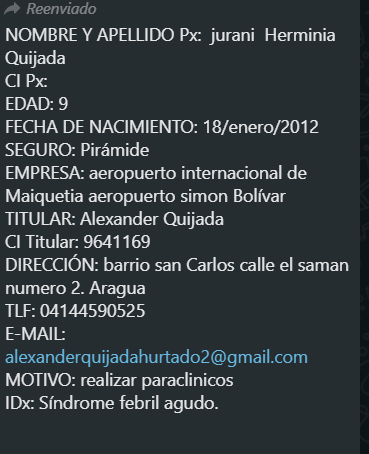 Reenviado
NOMBRE Y APELLIDO Px:  jurani  Herminia
Quijada
CI Px:
EDAD: 9
FECHA DE NACIMIENTO: 18/enero/2012
SEGURO: Pirámide
EMPRESA: aeropuerto internacional de
Maiquetia aeropuerto simon Bolívar
TITULAR: Alexander Quijada
CI Titular: 9641169
DIRECCIÓN: barrio san Carlos calle el saman
numero 2. Aragua
TLF: 04144590525
E-MAIL:
alexanderquijadahurtado2@gmail.com
MOTIVO: realizar paraclinicos
IDx: Síndrome febril agudo.